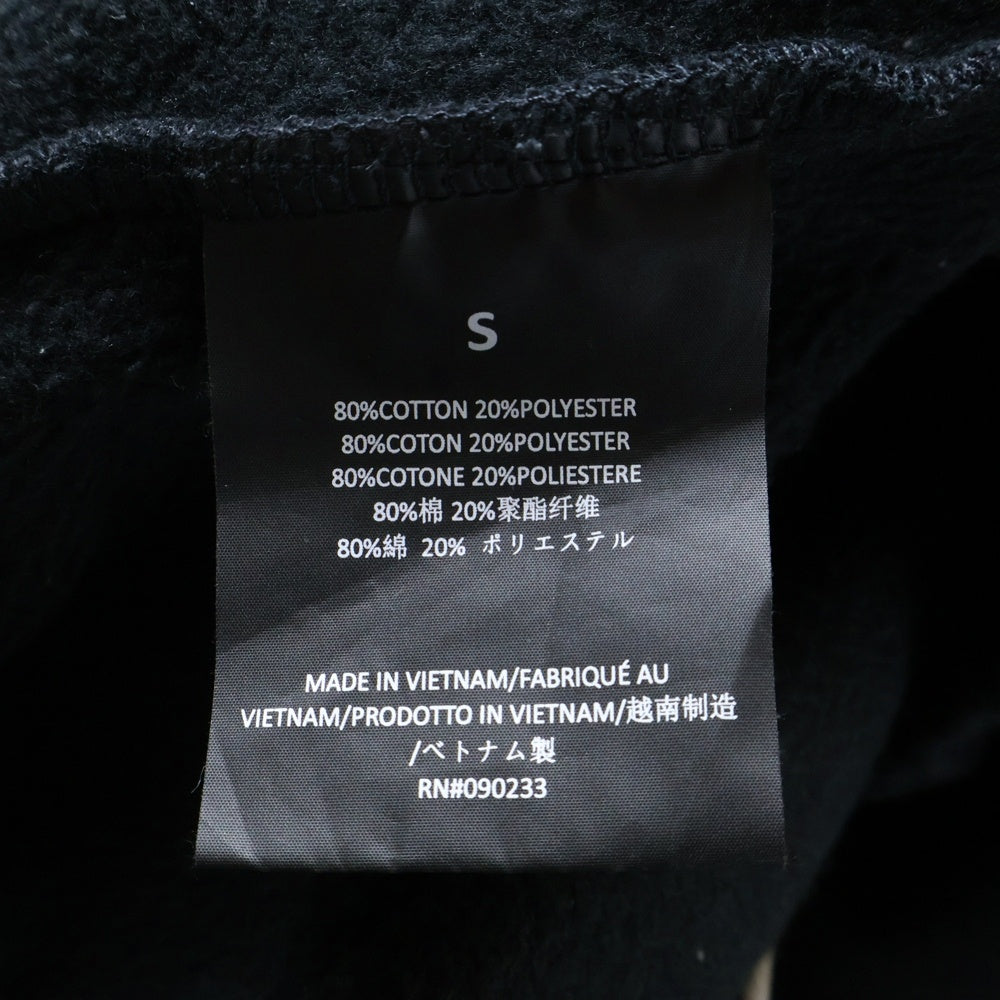 S
80%COTTON 20%POLYESTER
80%COTON 20%POLYESTER
80%COTONE 20%POLIESTERE
80%棉 20%聚酯纤维
80%綿 20% ポリエステル
MADE IN VIETNAM/FABRIQUÉ AU
VIETNAM/PRODOTTO IN VIETNAM/越南制造
/ベトナム製
RN#090233